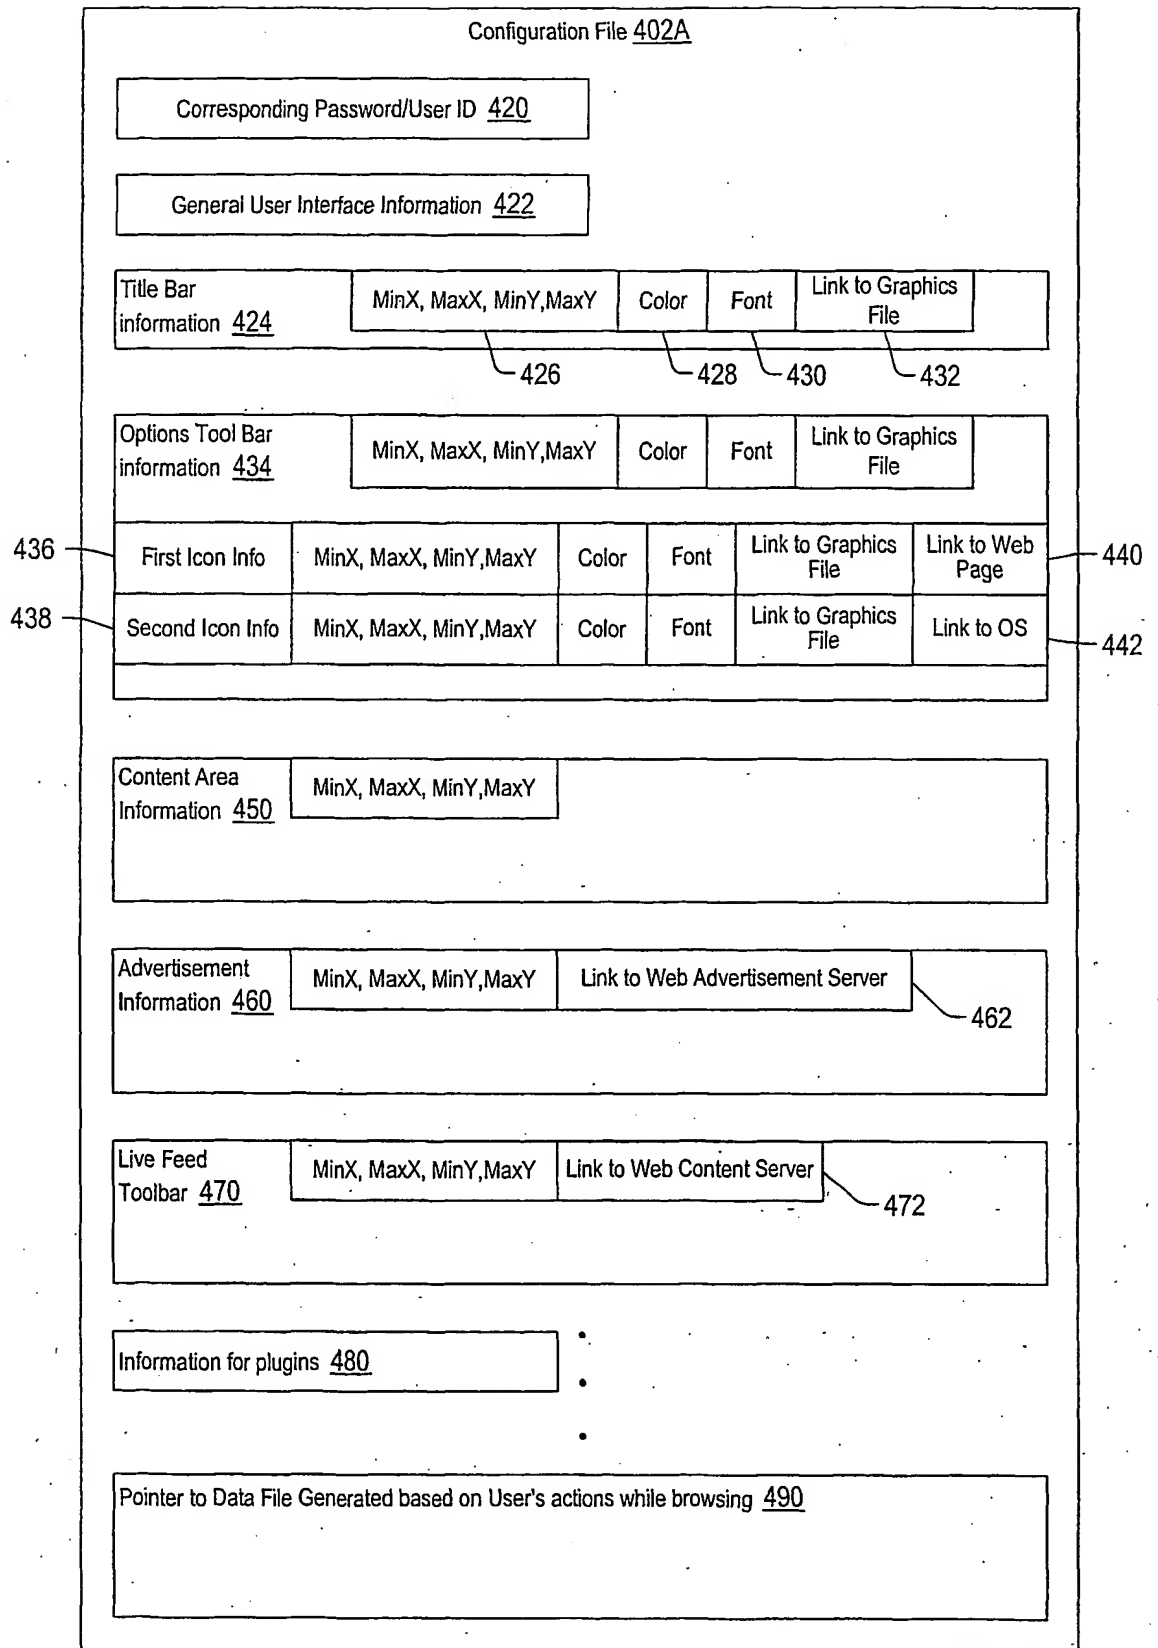 Configuration File 402A
Corresponding Password/User ID 420
General User Interface Information 422
Title Bar
information 424
MinX, MaxX, MinY,MaxY
Color
Font
Link to Graphics
File
426
428
430
432
Options Tool Bar
information 434
MinX, MaxX, MinY,MaxY
Color
Font
Link to Graphics
File
436
First Icon Info
MinX, MaxX, MinY,MaxY
Color
Font
Link to Graphics
File
Link to Web
Page
440
438
Second Icon Info
MinX, MaxX, MinY,MaxY
Color
Font
Link to Graphics
File
Link to OS
442
Content Area
Information 450
MinX, MaxX, MinY,MaxY
Advertisement
Information 460
MinX, MaxX, MinY,MaxY
Link to Web Advertisement Server
462
Live Feed
Toolbar 470
MinX, MaxX, MinY,MaxY
Link to Web Content Server
472
Information for plugins 480
Pointer to Data File Generated based on User's actions while browsing 490